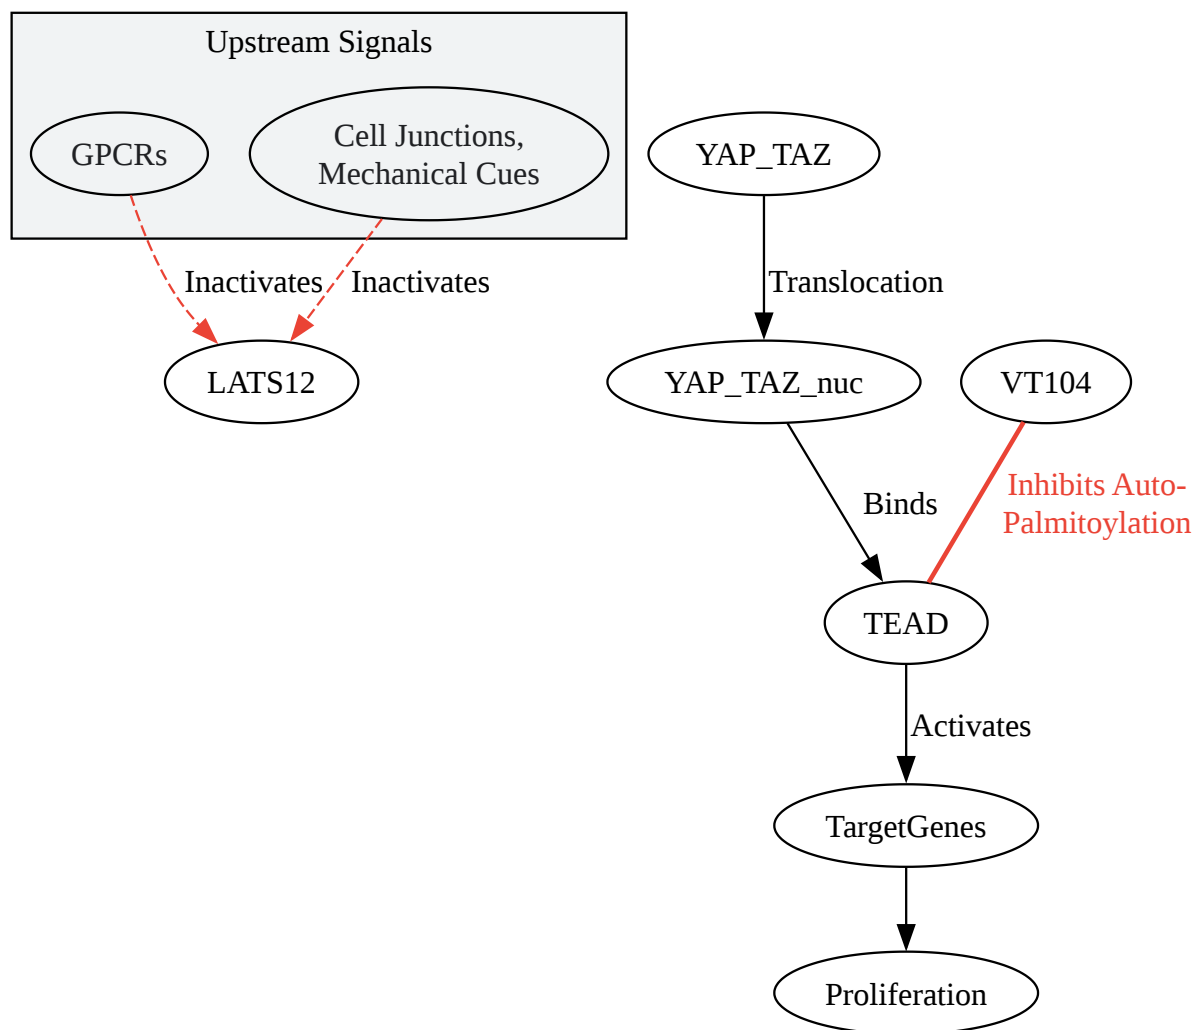 Upstream Signals
GPCRs
Cell Junctions,
Mechanical Cues
YAP_TAZ
Inactivates
Inactivates
Translocation
LATS12
YAP_TAZ_nuc
VT104
Binds
Inhibits Auto-
Palmitoylation
TEAD
Activates
TargetGenes
Proliferation